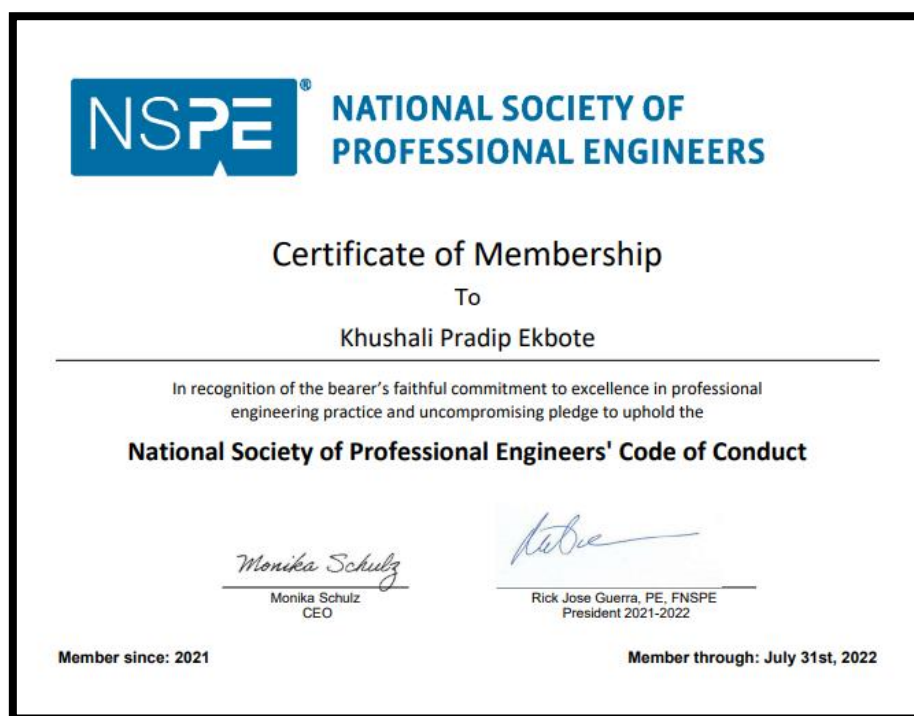 NSPE®
NATIONAL SOCIETY OF
PROFESSIONAL ENGINEERS
Certificate of Membership
To
Khushali Pradip Ekbote
In recognition of the bearer's faithful commitment to excellence in professional
engineering practice and uncompromising pledge to uphold the
National Society of Professional Engineers' Code of Conduct
Monika Schulz
Monika Schulz
CEO
Rick Jose Guerra, PE, FNSPE
President 2021-2022
Member since: 2021
Member through: July 31st, 2022